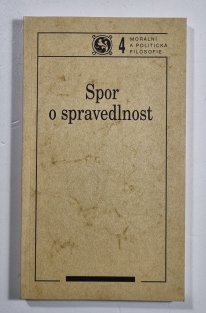 4
MORÁLNÍ
A POLITICKÁ
FILOSOFIE
Spor
o spravedlnost